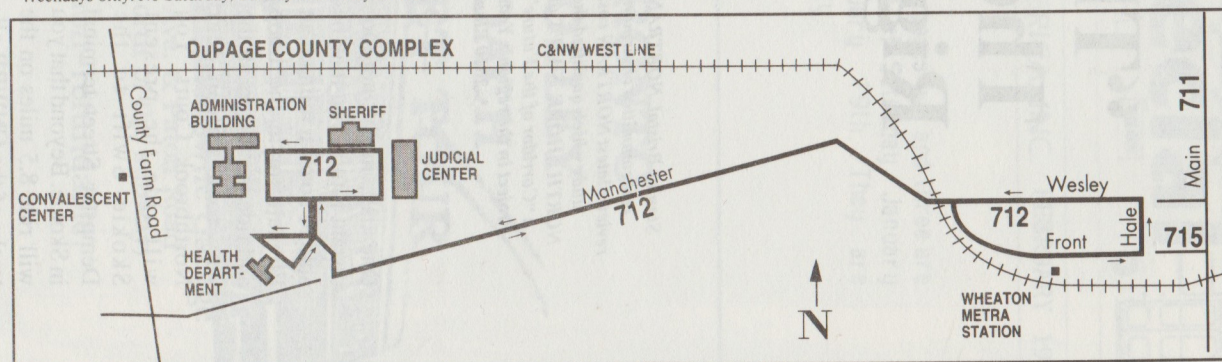 DuPAGE COUNTY COMPLEX
C&NW WEST LINE
County Farm Road
ADMINISTRATION
BUILDING
SHERIFF
712
JUDICIAL
CENTER
CONVALESCENT
CENTER
HEALTH
DEPART-
MENT
Manchester
712
Wesley
712
Front
Hale
Main
711
715
N
WHEATON
METRA
STATION